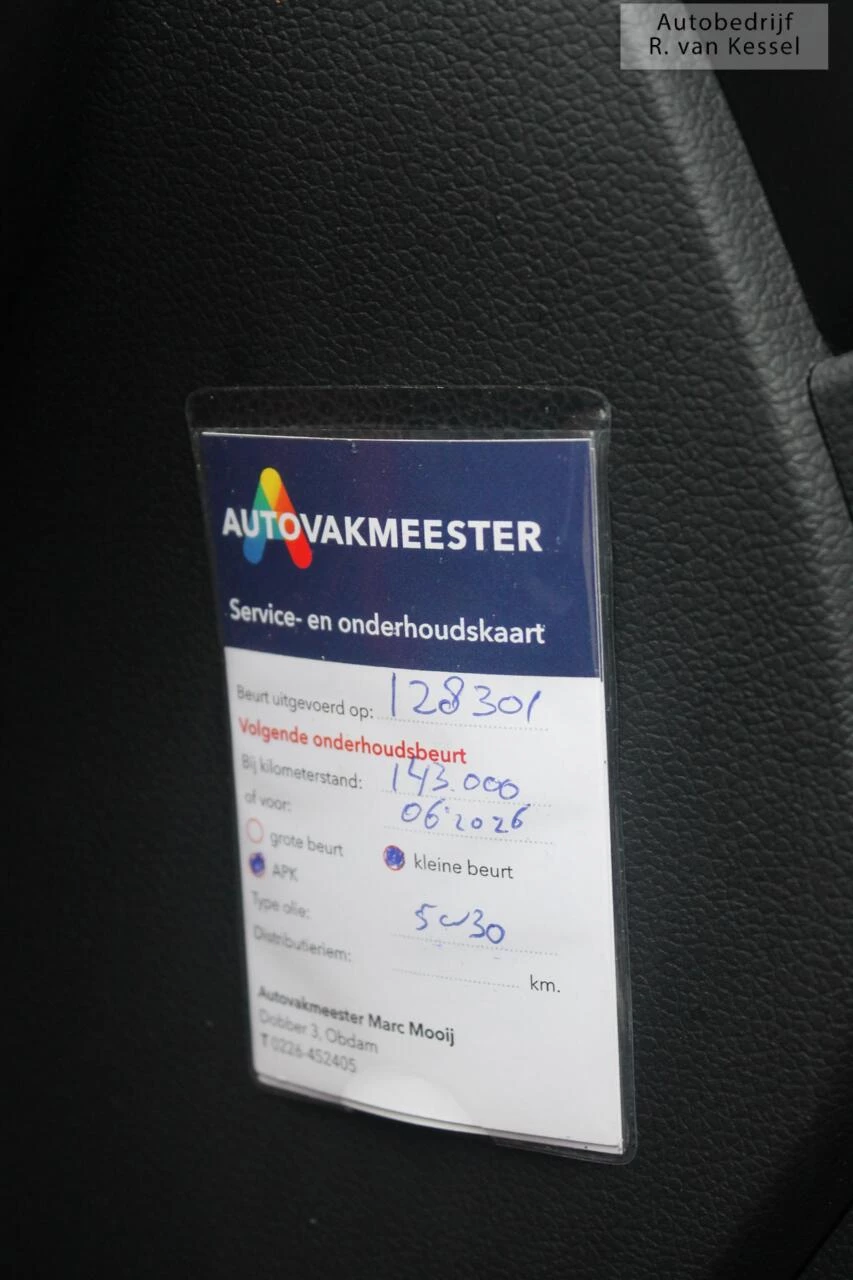 Autobedrijf
R. van Kessel
AUTOVAKMEESTER
Service- en onderhoudskaart
Beurt uitgevoerd op: 128301
Volgende onderhoudsbeurt
Bij kilometerstand: 143.000
of voor: 06 2026
grote beurt kleine beurt
APK
Type olie: 5w30
Distributieriem: km.
Autovakmeester Marc Mooij
Dobber 3, Obdam
T 0226-452405